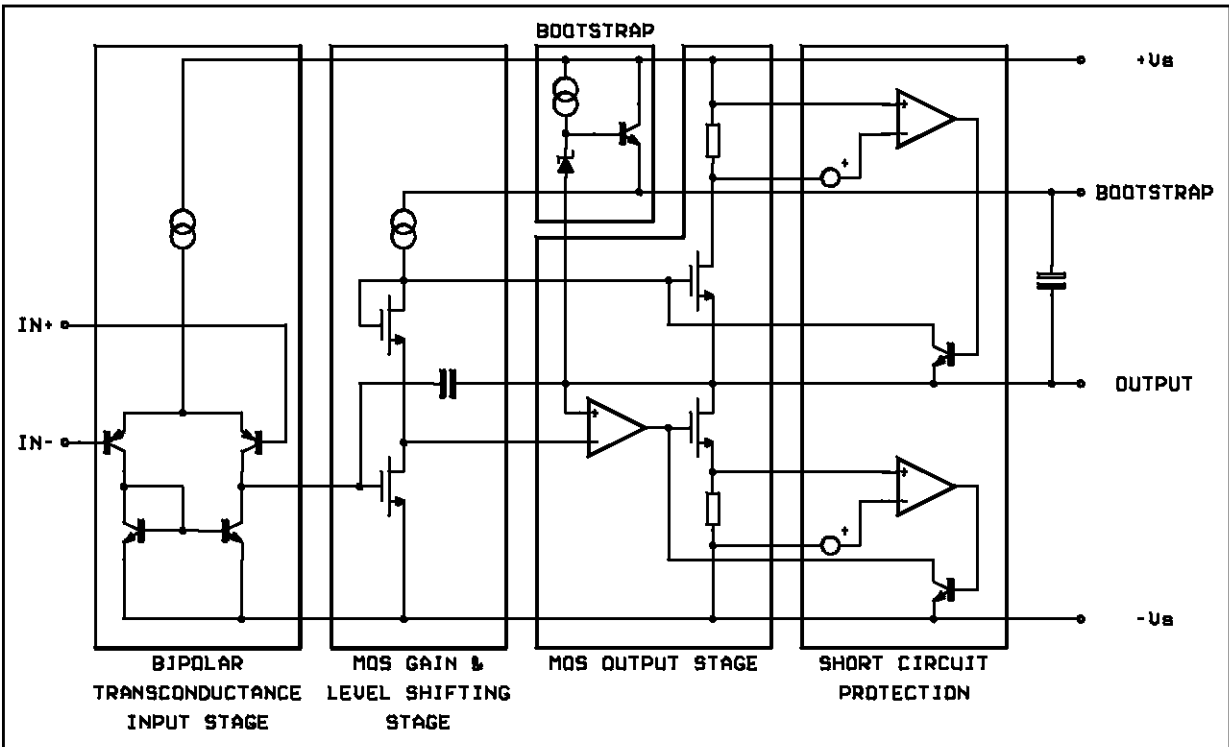 BOOTSTRAP
+Vs
+
-
+
BOOTSTRAP
IN+
OUTPUT
IN-
+
-
+
-
+
-Vs
BIPOLAR
TRANSCONDUCTANCE
INPUT STAGE
MOS GAIN &
LEVEL SHIFTING
STAGE
MOS OUTPUT STAGE
SHORT CIRCUIT
PROTECTION